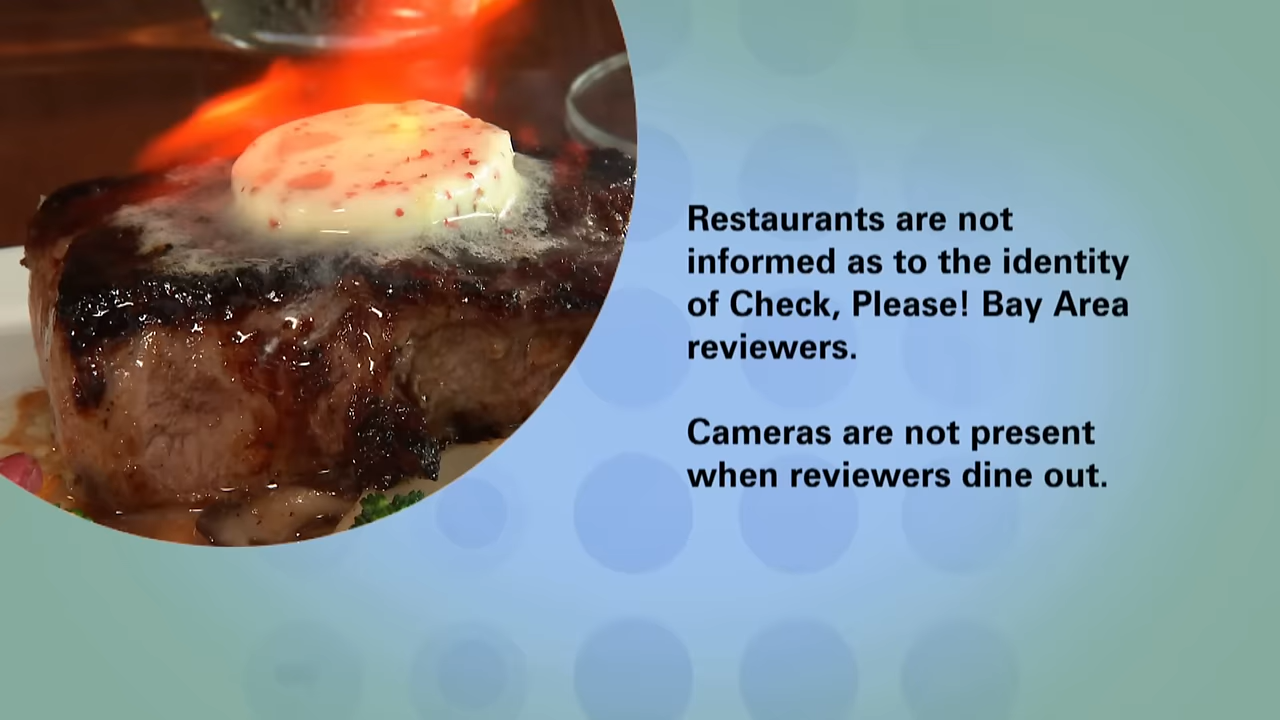 Restaurants are not
informed as to the identity
of Check, Please! Bay Area
reviewers.
Cameras are not present
when reviewers dine out.